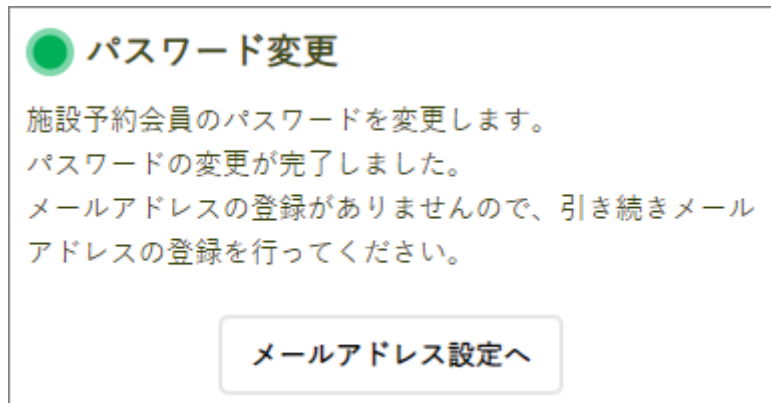 パスワード変更
施設予約会員のパスワードを変更します。
パスワードの変更が完了しました。
メールアドレスの登録がありませんので、引き続きメール
アドレスの登録を行ってください。
メールアドレス設定へ